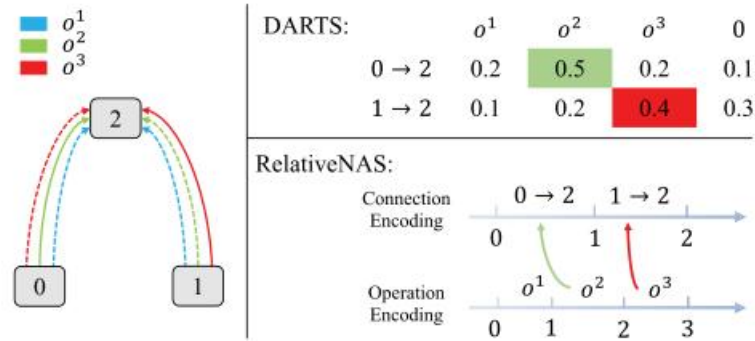 o¹
o²
o³
2
0
1
DARTS:
o¹ o² o³ 0
0 → 2 0.2 0.5 0.2 0.1
1 → 2 0.1 0.2 0.4 0.3
RelativeNAS:
Connection
Encoding
0 → 2 1 → 2
0 1 2
Operation
Encoding
o¹ o² o³
0 1 2 3